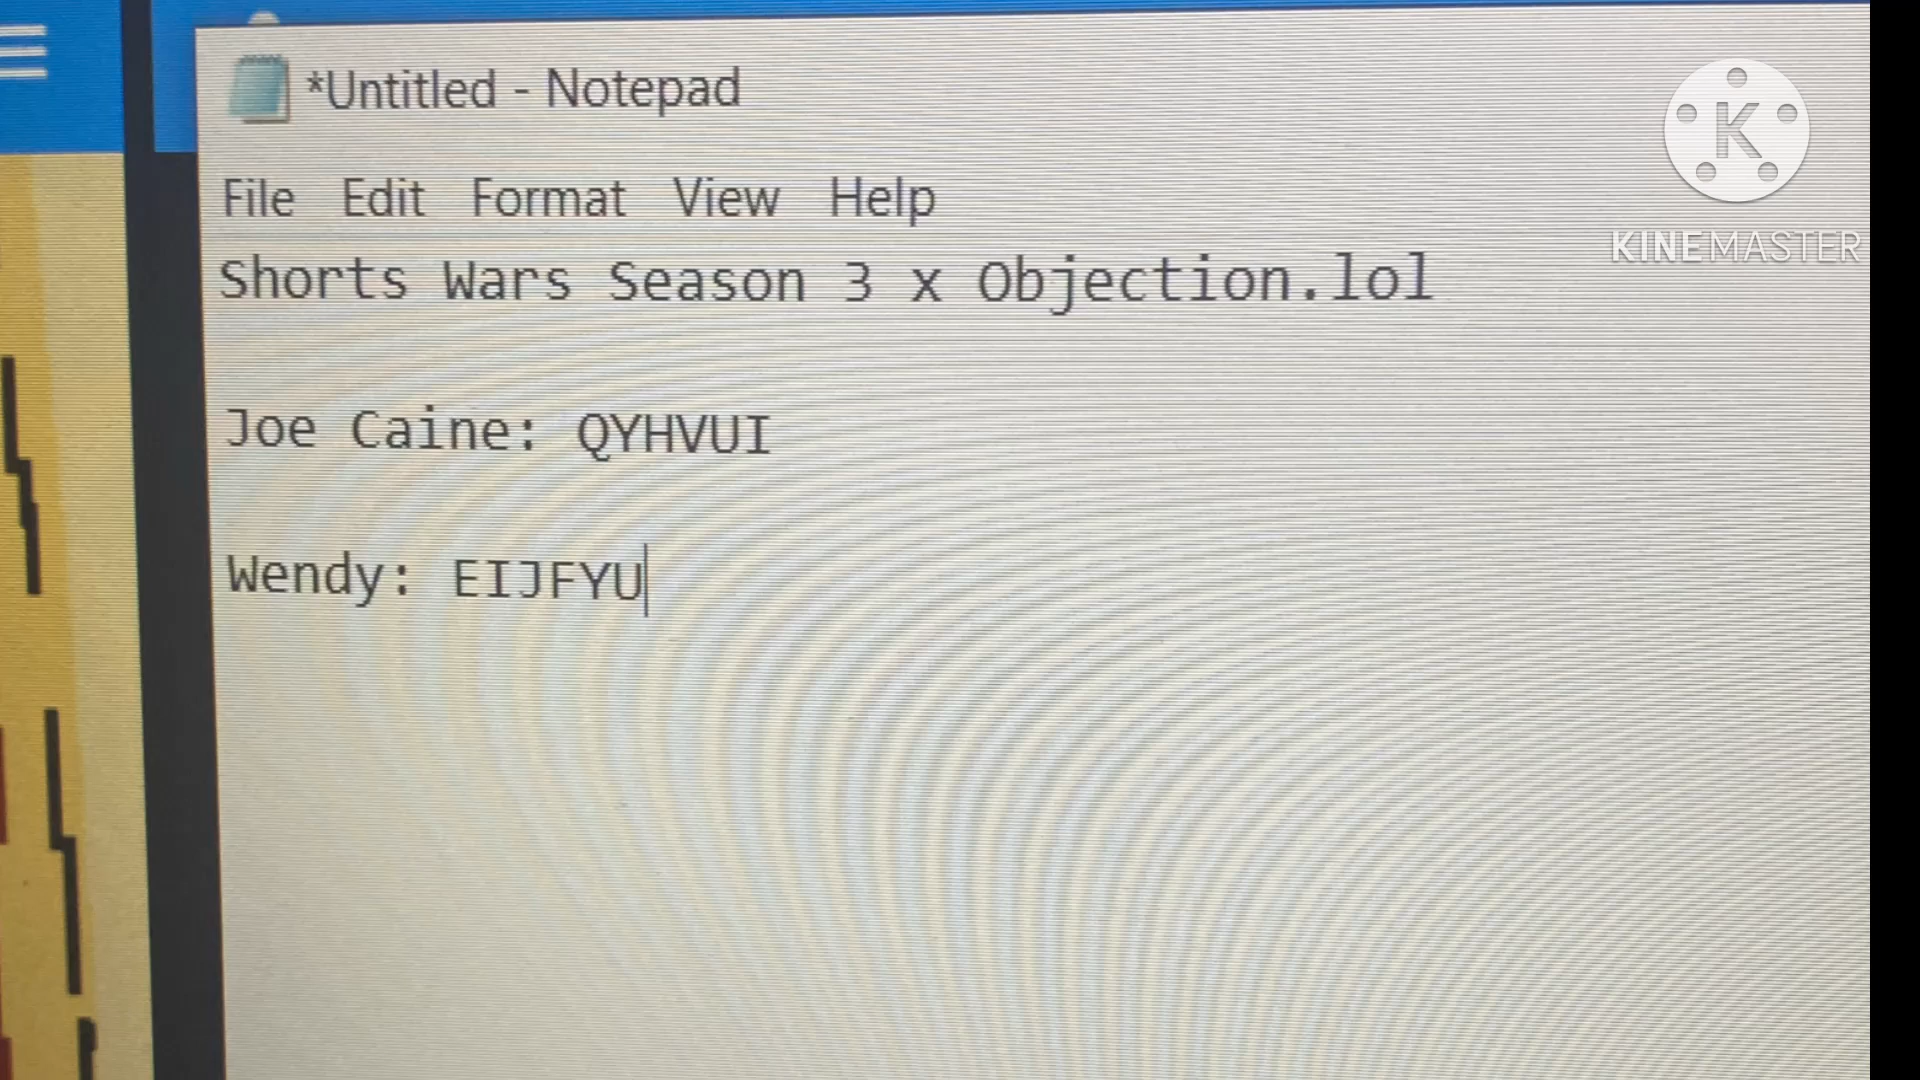 *Untitled - Notepad
File Edit Format View Help
Shorts Wars Season 3 x Objection.lol
Joe Caine: QYHVUI
Wendy: EIJFYU
K
KINEMASTER